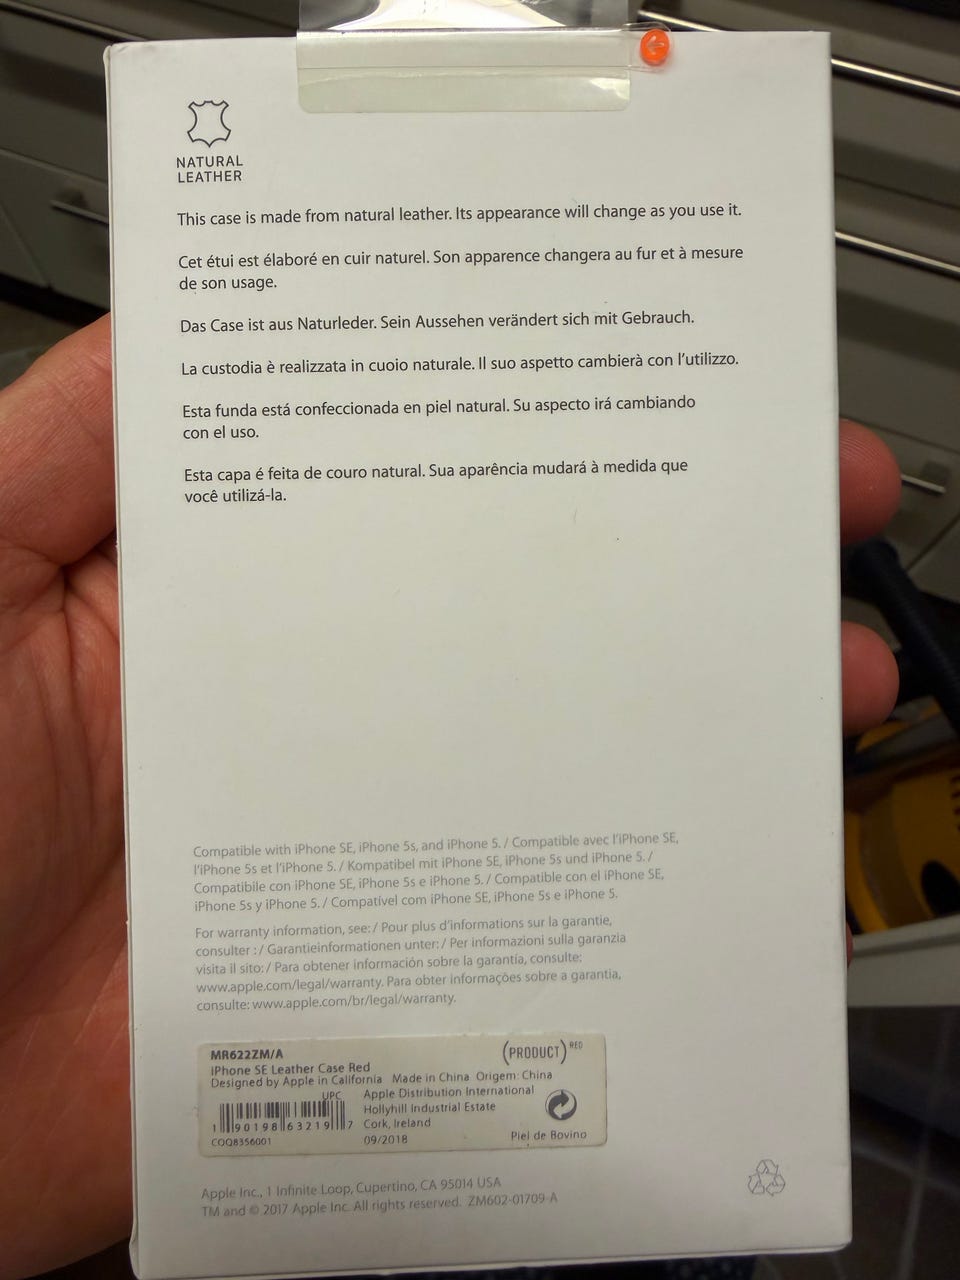 NATURAL
LEATHER
This case is made from natural leather. Its appearance will change as you use it.
Cet étui est élaboré en cuir naturel. Son apparence changera au fur et à mesure
de son usage.
Das Case ist aus Naturleder. Sein Aussehen verändert sich mit Gebrauch.
La custodia è realizzata in cuoio naturale. Il suo aspetto cambierà con l'utilizzo.
Esta funda está confeccionada en piel natural. Su aspecto irá cambiando
con el uso.
Esta capa é feita de couro natural. Sua aparência mudará à medida que
você utilizá-la.
Compatible with iPhone SE, iPhone 5s, and iPhone 5. / Compatible avec l'iPhone SE,
l'iPhone 5s et l'iPhone 5. / Kompatibel mit iPhone SE, iPhone 5s und iPhone 5. /
Compatibile con iPhone SE, iPhone 5s e iPhone 5. / Compatible con el iPhone SE,
iPhone 5s y iPhone 5. / Compatível com iPhone SE, iPhone 5s e iPhone 5.
For warranty information, see: / Pour plus d'informations sur la garantie,
consulter : / Garantieinformationen unter: / Per informazioni sulla garanzia
visita il sito: / Para obtener información sobre la garantía, consulte:
www.apple.com/legal/warranty. Para obter informações sobre a garantia,
consulte: www.apple.com/br/legal/warranty.
MR622ZM/A
(PRODUCT)RED
iPhone SE Leather Case Red
Designed by Apple in California Made in China Origem: China
UPC
1 90198 63219 7
COQ8356001
Apple Distribution International
Hollyhill Industrial Estate
Cork, Ireland
09/2018
Piel de Bovino
Apple Inc., 1 Infinite Loop, Cupertino, CA 95014 USA
TM and © 2017 Apple Inc. All rights reserved. ZM602-01709-A